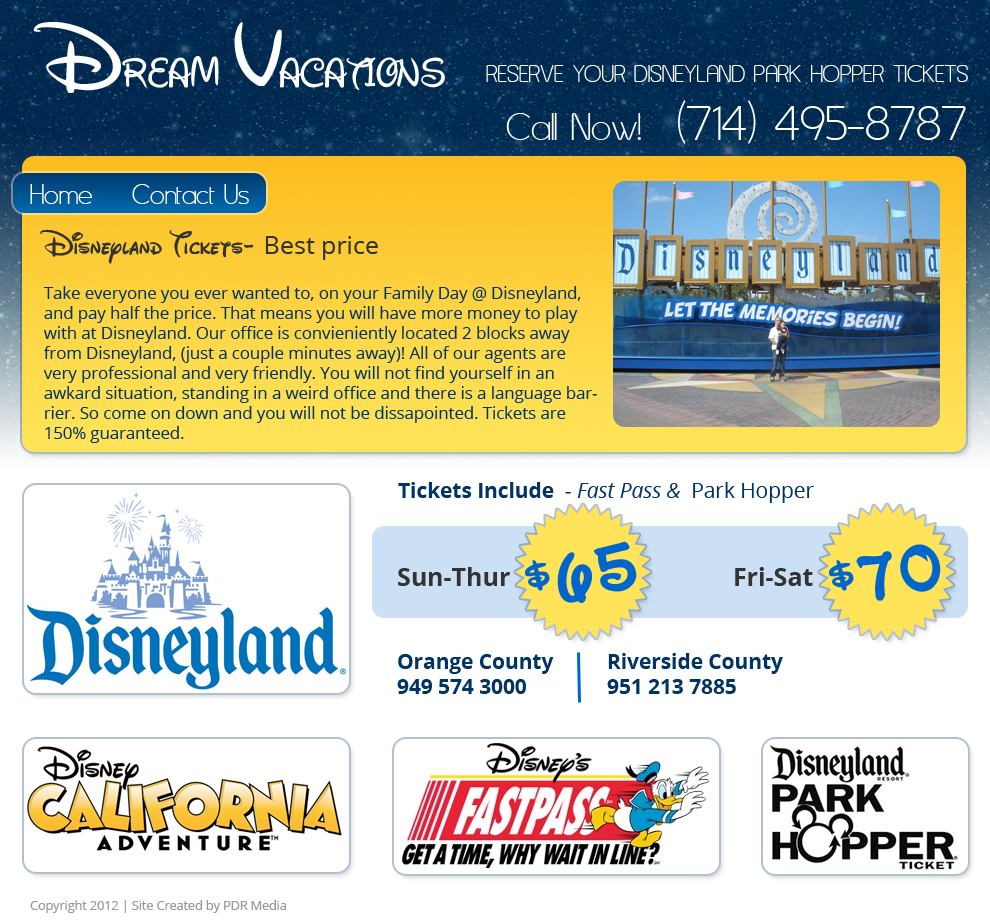 Dream Vacations
RESERVE YOUR DISNEYLAND PARK HOPPER TICKETS
Call Now! (714) 495-8787
Home Contact Us
Disneyland Tickets- Best price
Take everyone you ever wanted to, on your Family Day @ Disneyland,
and pay half the price. That means you will have more money to play
with at Disneyland. Our office is convieniently located 2 blocks away
from Disneyland, (just a couple minutes away)! All of our agents are
very professional and very friendly. You will not find yourself in an
awkard situation, standing in a weird office and there is a language bar-
rier. So come on down and you will not be dissapointed. Tickets are
150% guaranteed.
Disneyland
LET THE MEMORIES BEGIN!
Tickets Include - Fast Pass & Park Hopper
Disneyland®
Sun-Thur $65 Fri-Sat $70
Orange County
949 574 3000
Riverside County
951 213 7885
Disney
CALIFORNIA
ADVENTURE™
Disney's
FASTPASS
GET A TIME, WHY WAIT IN LINE?
Disneyland®
RESORT
PARK
HOPPER
TICKET
Copyright 2012 | Site Created by PDR Media